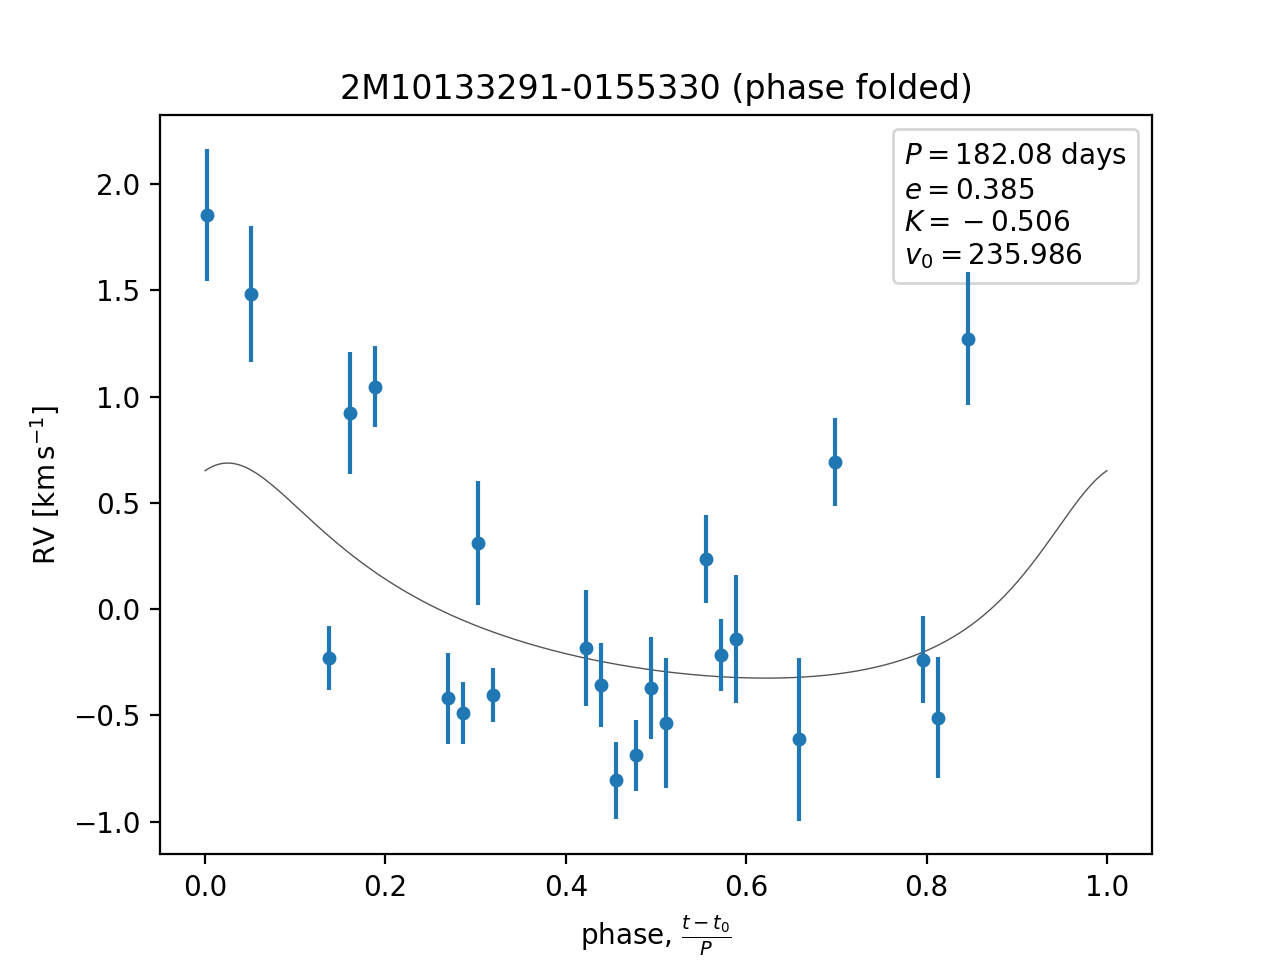 2M10133291-0155330 (phase folded)
P = 182.08 days
e = 0.385
K = −0.506
v₀ = 235.986
2.0
1.5
1.0
0.5
0.0
−0.5
−1.0
RV [km s⁻¹]
0.0 0.2 0.4 0.6 0.8 1.0
phase, (t − t₀)/P